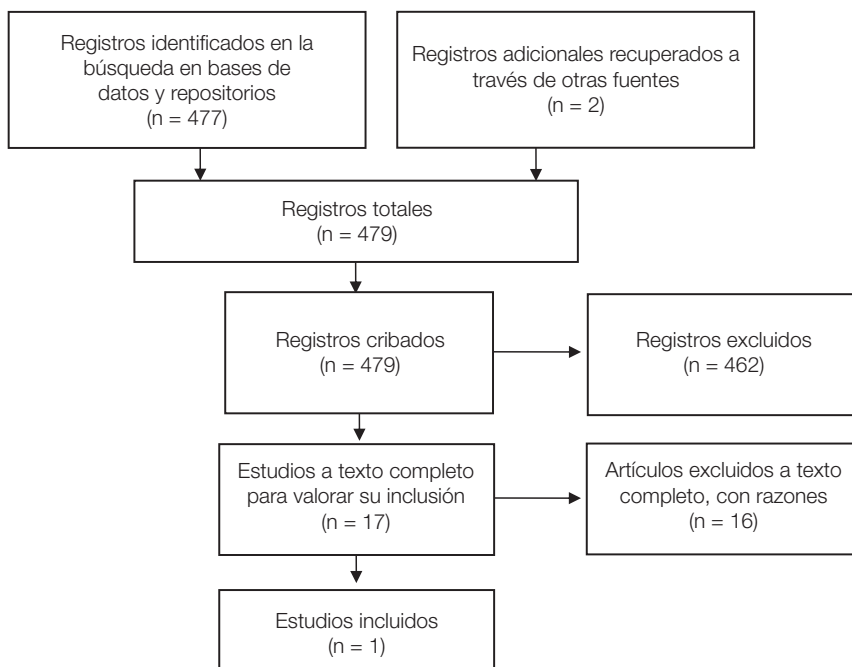 Registros identificados en la
búsqueda en bases de
datos y repositorios
(n = 477)
Registros adicionales recuperados a
través de otras fuentes
(n = 2)
Registros totales
(n = 479)
Registros cribados
(n = 479)
Registros excluidos
(n = 462)
Estudios a texto completo
para valorar su inclusión
(n = 17)
Artículos excluidos a texto
completo, con razones
(n = 16)
Estudios incluidos
(n = 1)